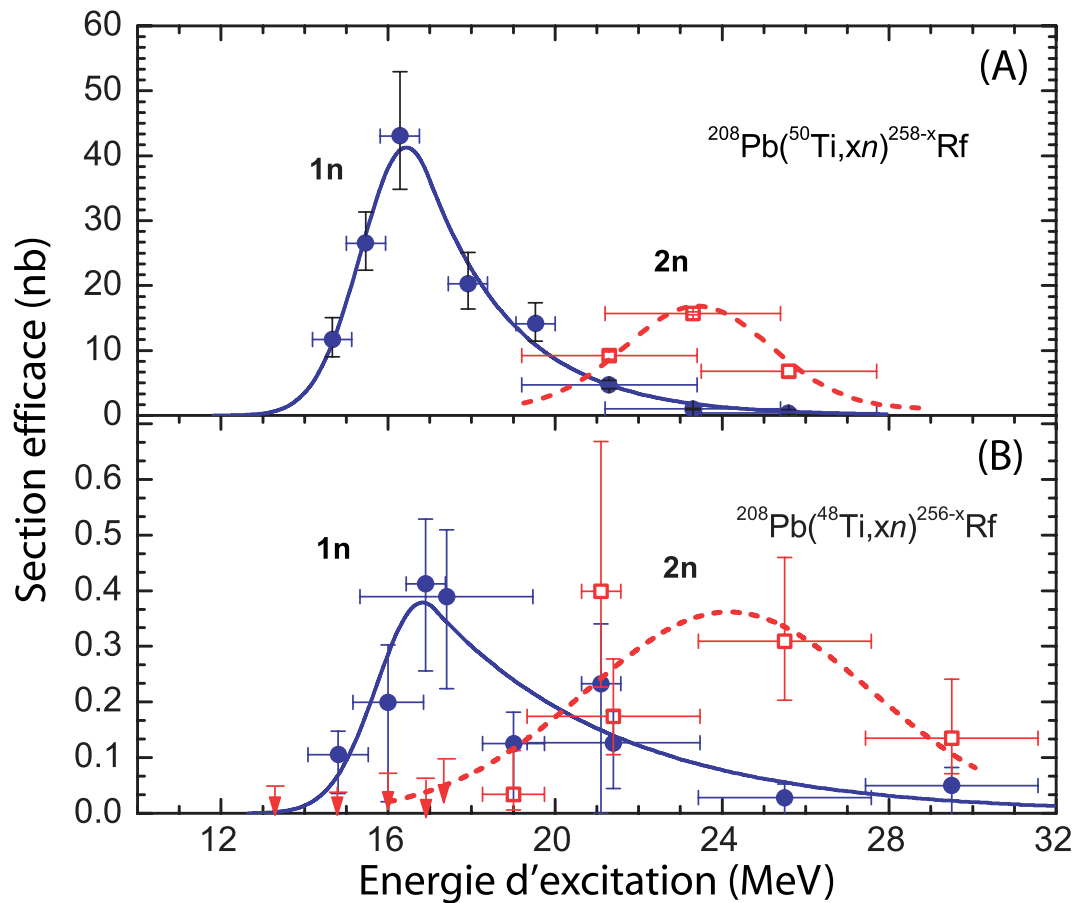 60
(A)
50
²⁰⁸Pb(⁵⁰Ti,xn)²⁵⁸⁻ˣRf
40
1n
30
2n
20
10
0
Section efficace (nb)
(B)
0.6
²⁰⁸Pb(⁴⁸Ti,xn)²⁵⁶⁻ˣRf
0.5
1n
2n
0.4
0.3
0.2
0.1
0.0
12 16 20 24 28 32
Energie d'excitation (MeV)